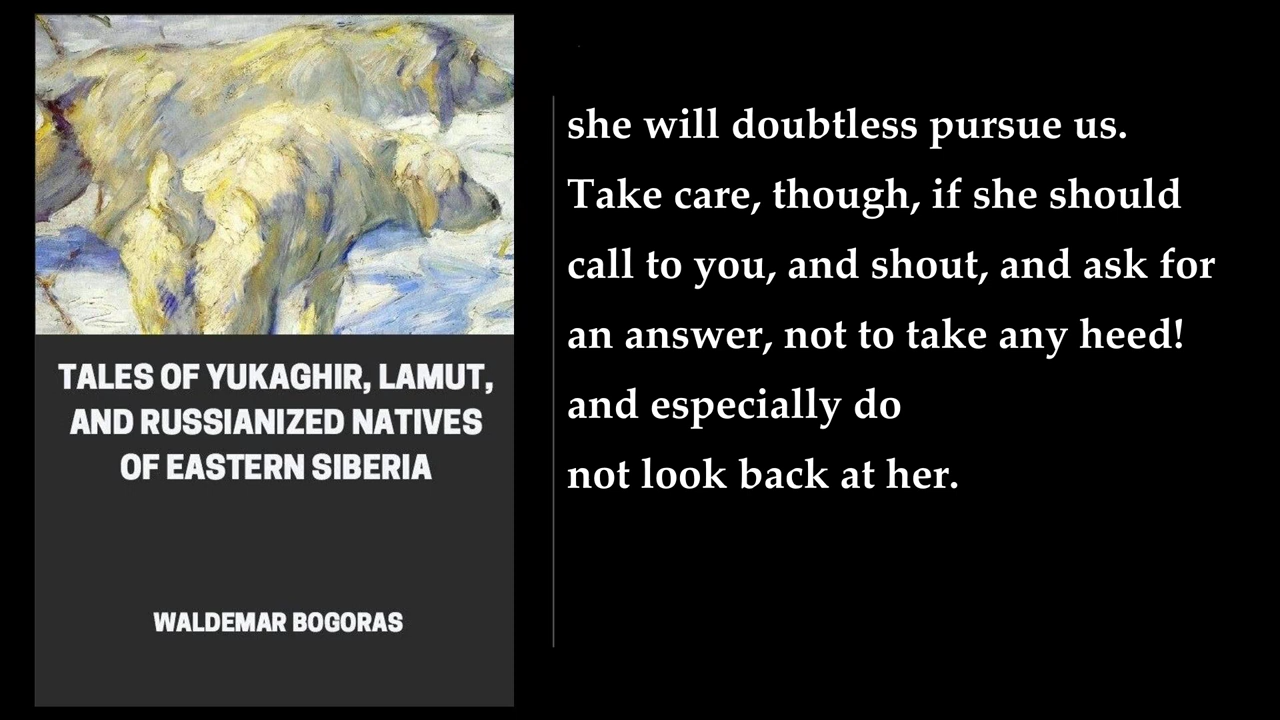 TALES OF YUKAGHIR, LAMUT,
AND RUSSIANIZED NATIVES
OF EASTERN SIBERIA
WALDEMAR BOGORAS
she will doubtless pursue us.
Take care, though, if she should
call to you, and shout, and ask for
an answer, not to take any heed!
and especially do
not look back at her.